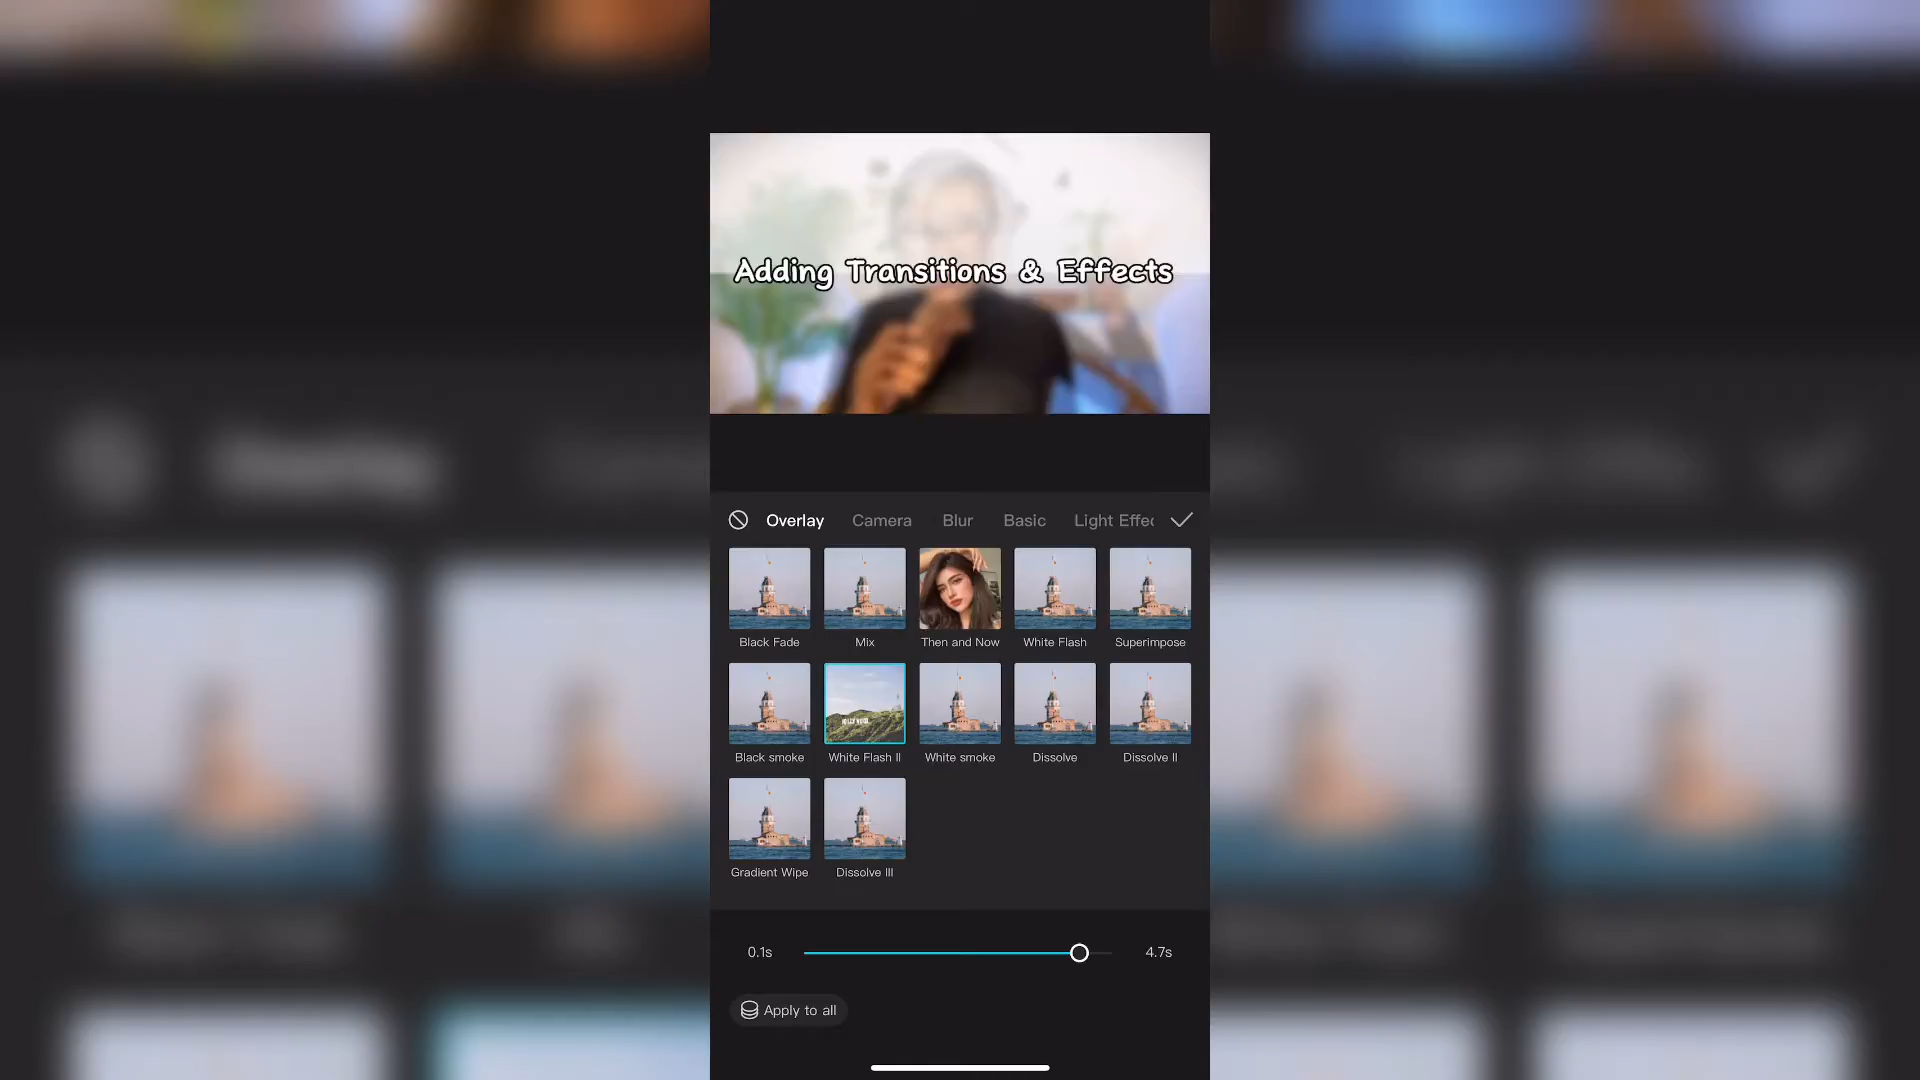 Adding Transitions & Effects
Overlay Camera Blur Basic Light Effec
Black Fade Mix Then and Now White Flash Superimpose
Black smoke White Flash II White smoke Dissolve Dissolve II
Gradient Wipe Dissolve III
0.1s 4.7s
Apply to all